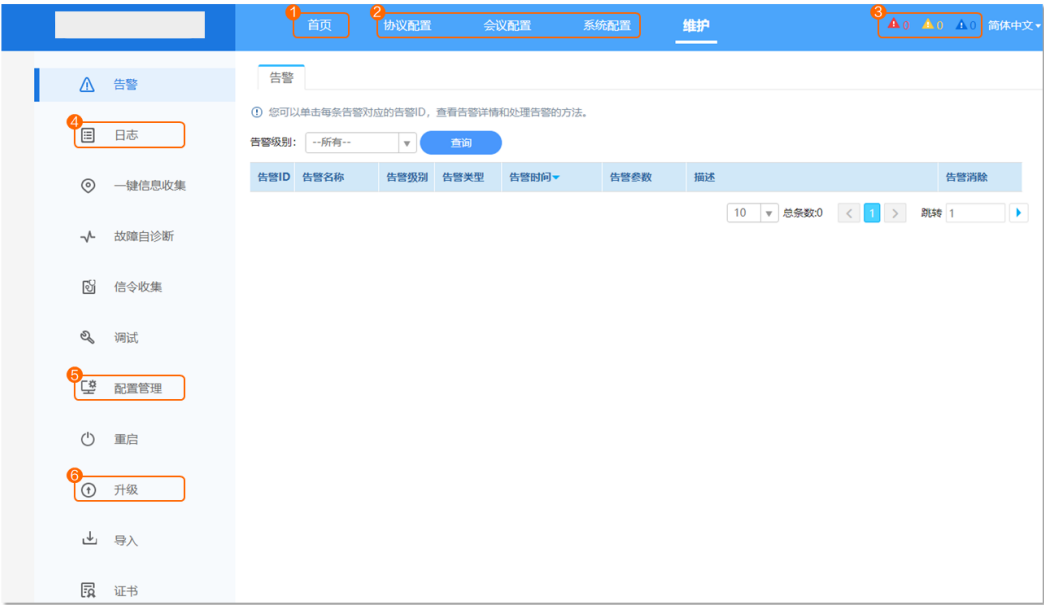 1 首页 2 协议配置 会议配置 系统配置 维护 3 0 0 0 简体中文
告警
4 日志
一键信息收集
故障自诊断
信令收集
调试
5 配置管理
重启
6 升级
导入
证书
告警
您可以单击每条告警对应的告警ID，查看告警详情和处理告警的方法。
告警级别： --所有-- 查询
告警ID 告警名称 告警级别 告警类型 告警时间 告警参数 描述 告警消除
10 总条数:0 < 1 > 跳转 1